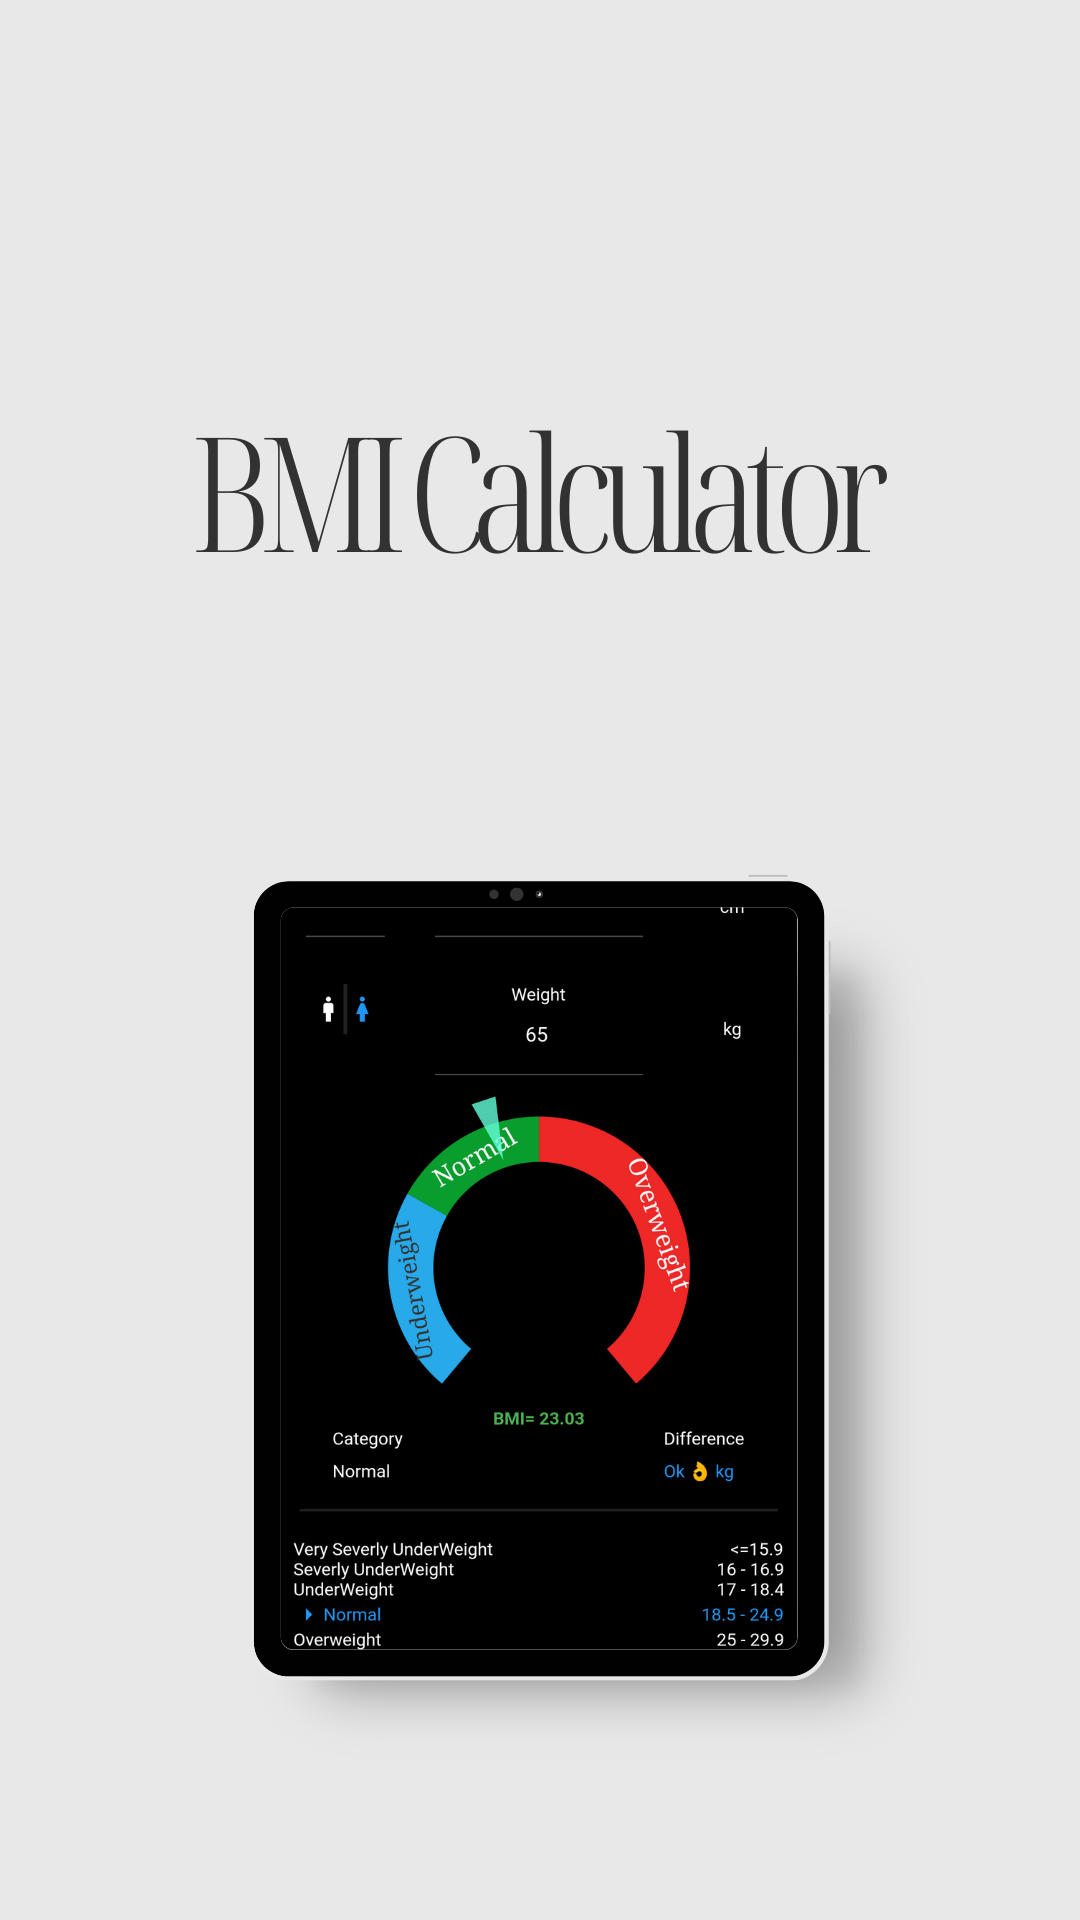 BMI Calculator
cm
Weight
65
kg
Normal
Overweight
Underweight
BMI= 23.03
Category
Difference
Normal
Ok 👌 kg
Very Severly UnderWeight <=15.9
Severly UnderWeight 16 - 16.9
UnderWeight 17 - 18.4
Normal 18.5 - 24.9
Overweight 25 - 29.9